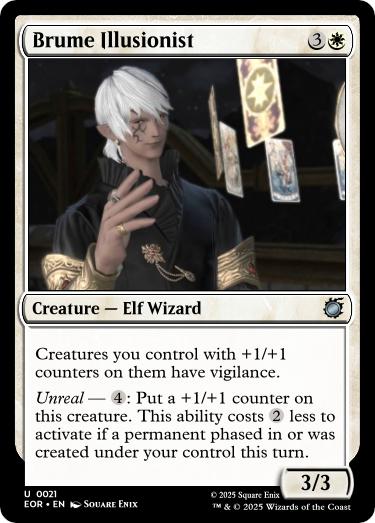 Brume Illusionist 3
Creature — Elf Wizard
Creatures you control with +1/+1
counters on them have vigilance.
Unreal — 4: Put a +1/+1 counter on
this creature. This ability costs 2 less to
activate if a permanent phased in or was
created under your control this turn.
3/3
U 0021
EOR • EN SQUARE ENIX
© 2025 Square Enix
™ & © 2025 Wizards of the Coast